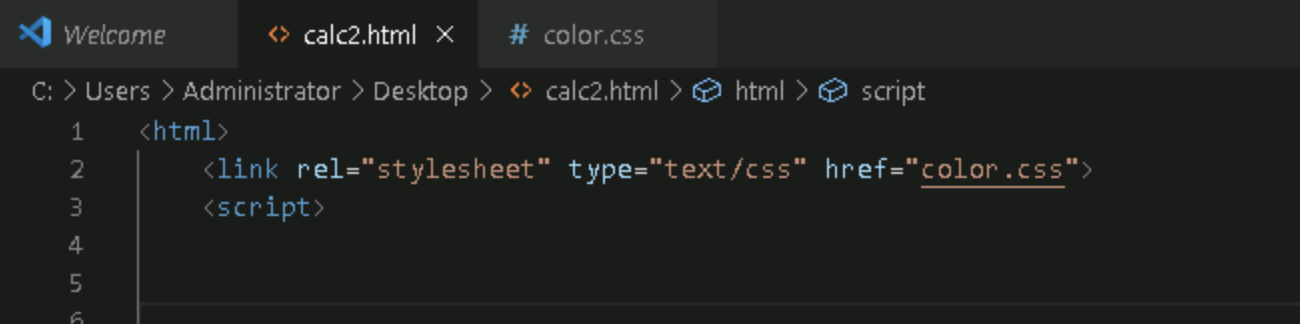 Welcome calc2.html color.css
C: > Users > Administrator > Desktop > calc2.html > html > script
1 <html>
2 <link rel="stylesheet" type="text/css" href="color.css">
3 <script>
4
5
6